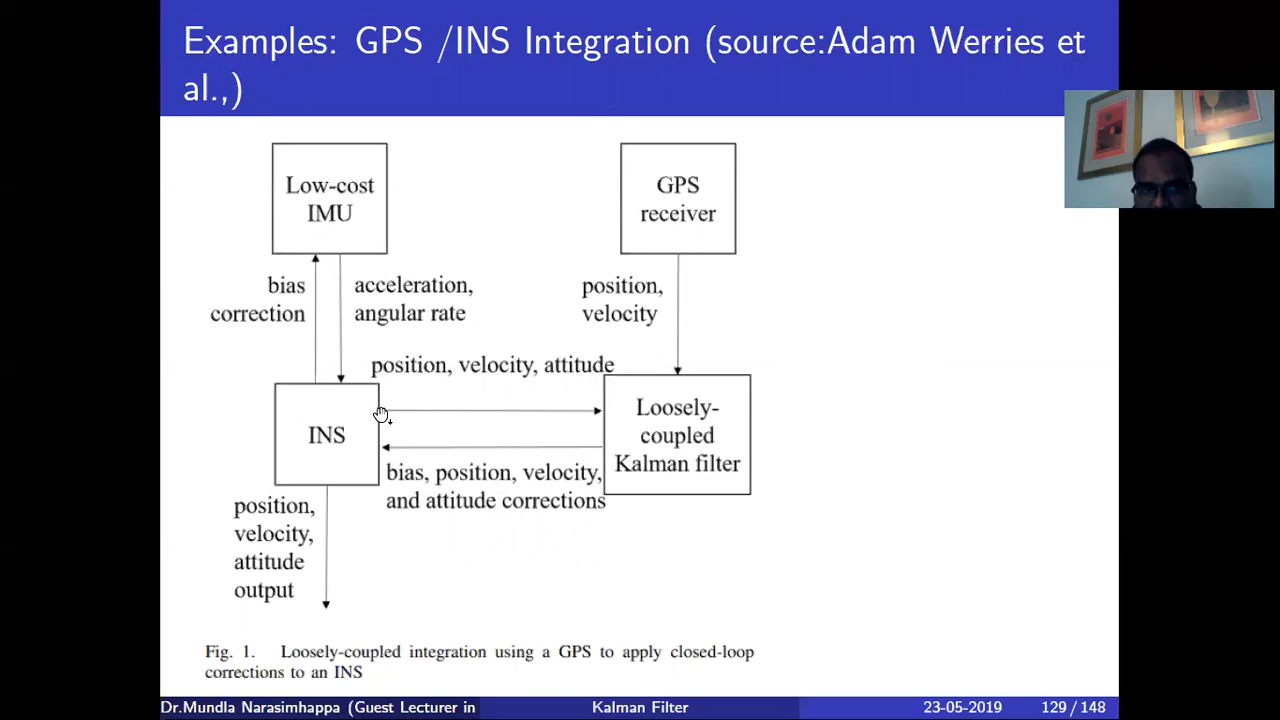 Examples: GPS /INS Integration (source:Adam Werries et
al.,)
Low-cost
IMU
GPS
receiver
bias
correction
acceleration,
angular rate
position,
velocity
position, velocity, attitude
INS
Loosely-
coupled
Kalman filter
bias, position, velocity,
and attitude corrections
position,
velocity,
attitude
output
Fig. 1. Loosely-coupled integration using a GPS to apply closed-loop
corrections to an INS
Dr.Mundla Narasimhappa (Guest Lecturer in
Kalman Filter
23-05-2019
129 / 148